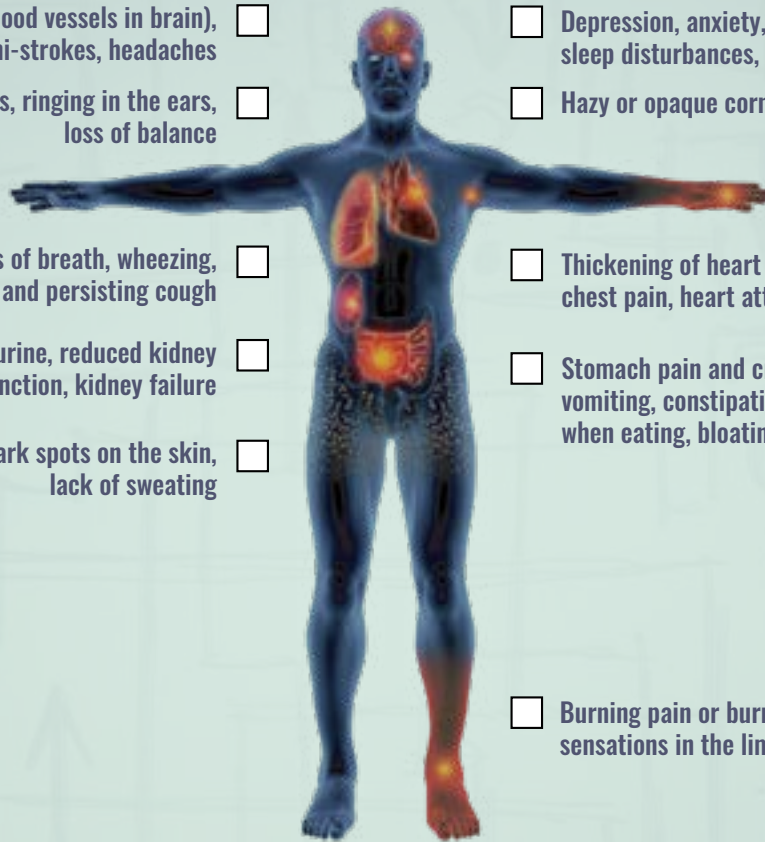 ood vessels in brain),
ni-strokes, headaches
s, ringing in the ears,
loss of balance
s of breath, wheezing,
and persisting cough
urine, reduced kidney
nction, kidney failure
ark spots on the skin,
lack of sweating
Depression, anxiety,
sleep disturbances,
Hazy or opaque corn
Thickening of heart
chest pain, heart att
Stomach pain and c
vomiting, constipati
when eating, bloatin
Burning pain or burn
sensations in the lin